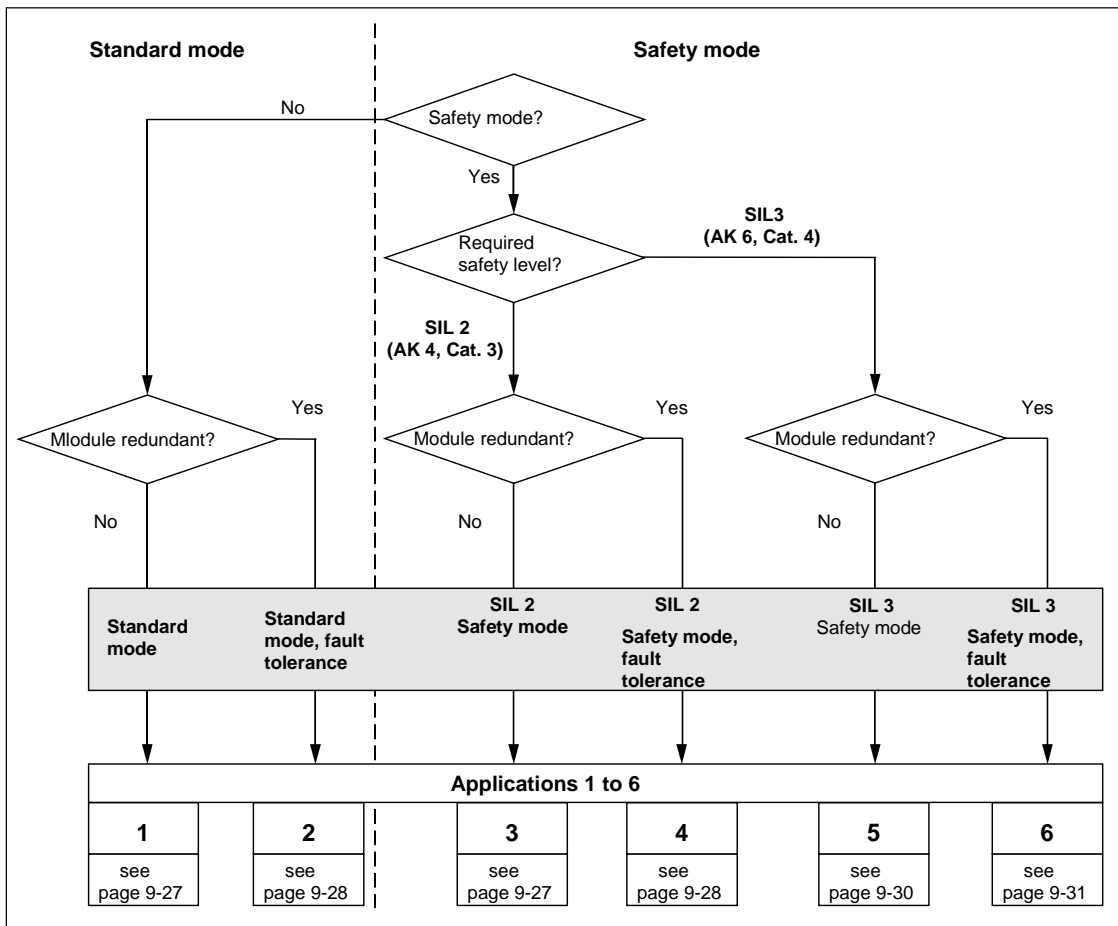 Standard mode
Safety mode
No
Safety mode?
Yes
SIL3
(AK 6, Cat. 4)
Required
safety level?
SIL 2
(AK 4, Cat. 3)
Yes
Yes
Yes
Mlodule redundant?
Module redundant?
Module redundant?
No
No
No
Standard
mode
Standard
mode, fault
tolerance
SIL 2
Safety mode
SIL 2
Safety mode,
fault
tolerance
SIL 3
Safety mode
SIL 3
Safety mode,
fault
tolerance
Applications 1 to 6
1
see
page 9-27
2
see
page 9-28
3
see
page 9-27
4
see
page 9-28
5
see
page 9-30
6
see
page 9-31